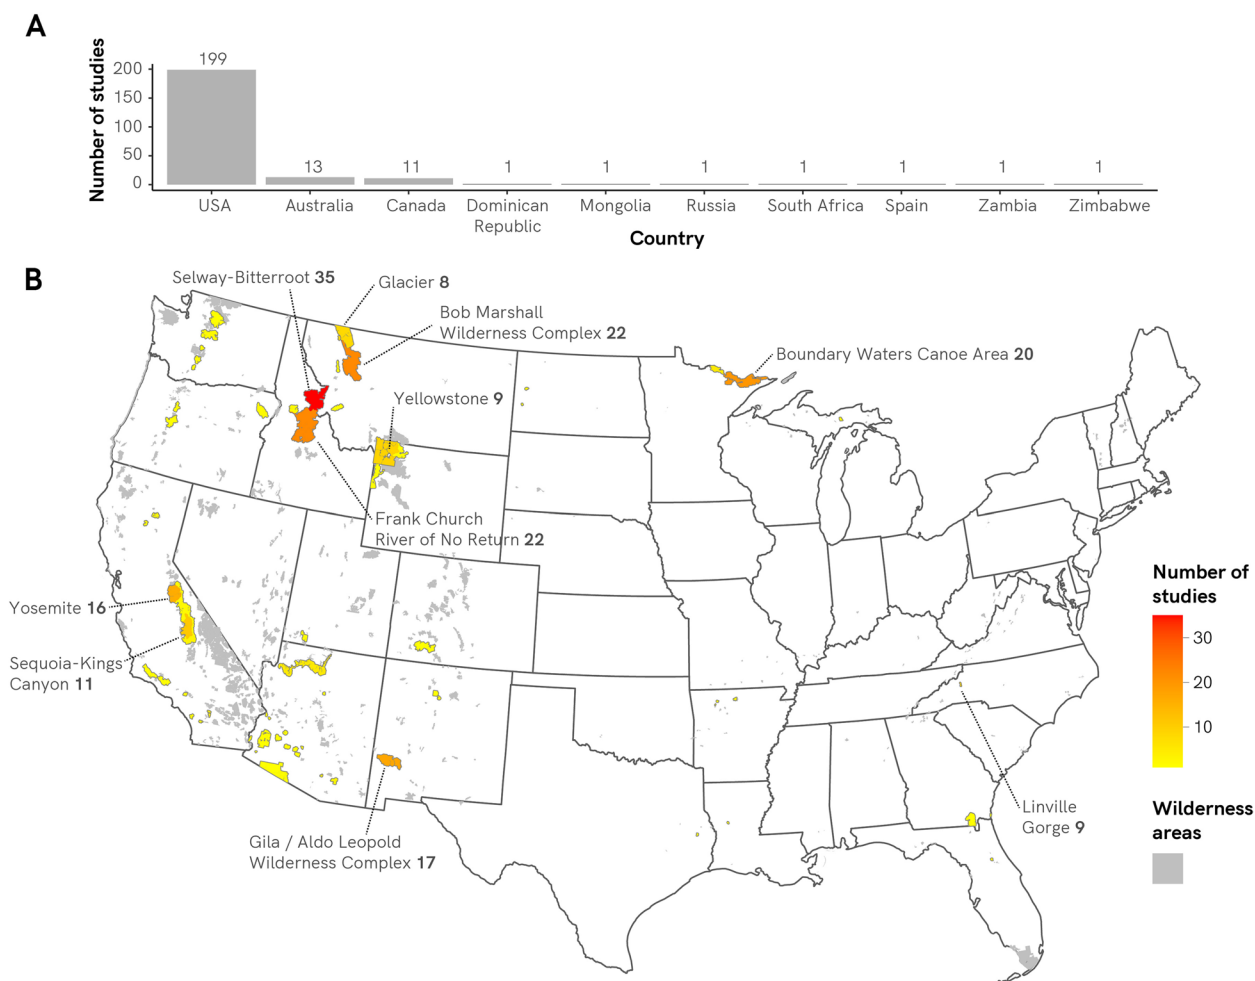 A
Number of studies
200
150
100
50
0
199
13
11
1
1
1
1
1
1
1
USA
Australia
Canada
Dominican
Republic
Mongolia
Russia
South Africa
Spain
Zambia
Zimbabwe
Country
B
Selway-Bitterroot 35
Glacier 8
Bob Marshall
Wilderness Complex 22
Boundary Waters Canoe Area 20
Yellowstone 9
Frank Church
River of No Return 22
Yosemite 16
Sequoia-Kings
Canyon 11
Gila / Aldo Leopold
Wilderness Complex 17
Linville
Gorge 9
Number of
studies
30
20
10
Wilderness
areas